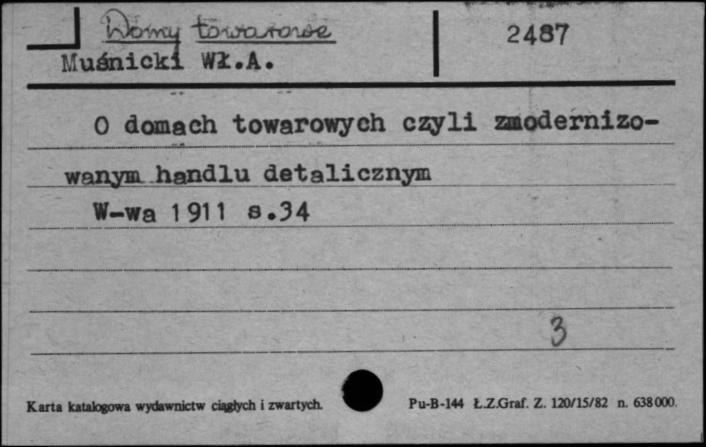 Domy towarowe
2487
Muśnicki Wł.A.
O domach towarowych czyli zmodernizo-
wanym handlu detalicznym
W-wa 1911 s.34
3
Karta katalogowa wydawnictw ciągłych i zwartych. Pu-B-144 Ł.Z.Graf. Z. 120/15/82 n. 638000.